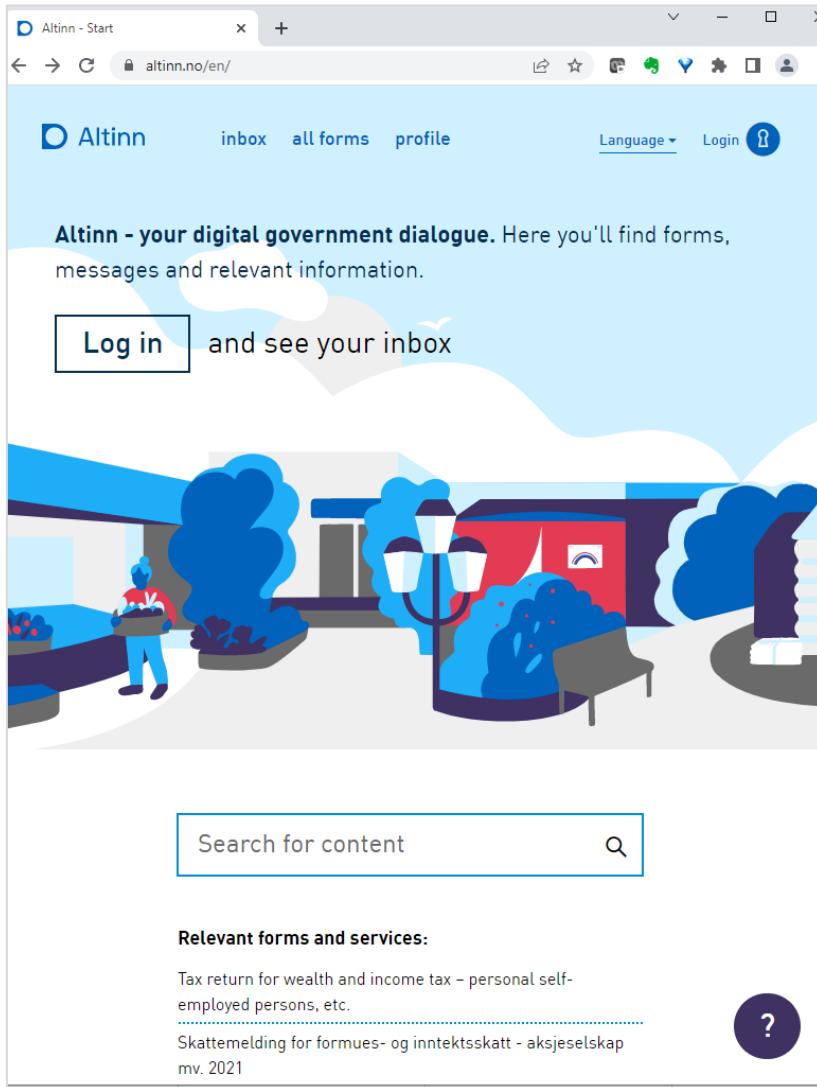 Altinn - Start
altinn.no/en/
Altinn
inbox all forms profile
Language
Login
Altinn - your digital government dialogue. Here you'll find forms,
messages and relevant information.
Log in and see your inbox
Search for content
Relevant forms and services:
Tax return for wealth and income tax – personal self-
employed persons, etc.
Skattemelding for formues- og inntektsskatt - aksjeselskap
mv. 2021
?